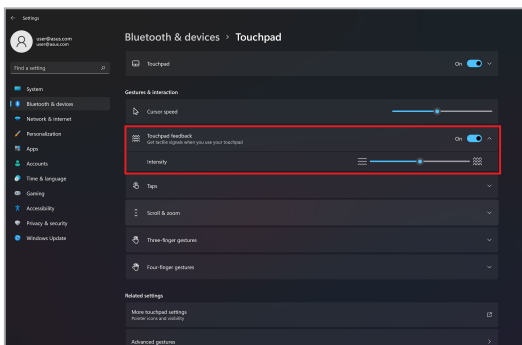 Settings
user@asus.com
user@asus.com
Find a setting
System
Bluetooth & devices
Network & internet
Personalization
Apps
Accounts
Time & language
Gaming
Accessibility
Privacy & security
Windows Update
Bluetooth & devices > Touchpad
Touchpad
On
Gestures & interaction
Cursor speed
Touchpad feedback
Get tactile signals when you use your touchpad
On
Intensity
Taps
Scroll & zoom
Three-finger gestures
Four-finger gestures
Related settings
More touchpad settings
Pointer icons and visibility
Advanced gestures